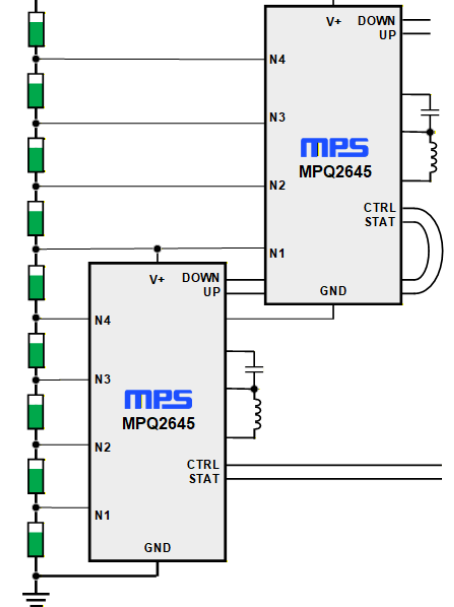 V+ DOWN
UP
N4
N3
mps
MPQ2645
N2
CTRL
STAT
N1
GND
V+ DOWN
UP
N4
N3
mps
MPQ2645
N2
CTRL
STAT
N1
GND